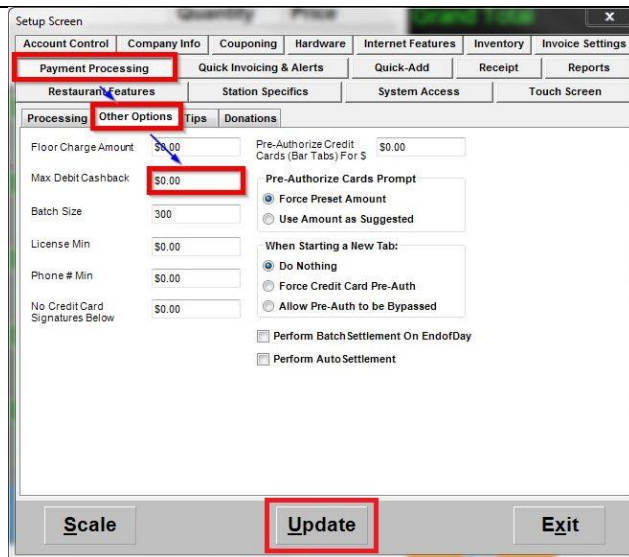 Quantity Price Grand Total
Setup Screen x
Account Control Company Info Couponing Hardware Internet Features Inventory Invoice Settings
Payment Processing Quick Invoicing & Alerts Quick-Add Receipt Reports
Restaurant Features Station Specifics System Access Touch Screen
Processing Other Options Tips Donations
Floor Charge Amount $0.00 Pre-Authorize Credit Cards (Bar Tabs) For $ $0.00
Max Debit Cashback $0.00 Pre-Authorize Cards Prompt
Force Preset Amount
Batch Size 300 Use Amount as Suggested
License Min $0.00 When Starting a New Tab:
Do Nothing
Phone # Min $0.00 Force Credit Card Pre-Auth
No Credit Card Signatures Below $0.00 Allow Pre-Auth to be Bypassed
Perform Batch Settlement On EndofDay
Perform Auto Settlement
Scale Update Exit